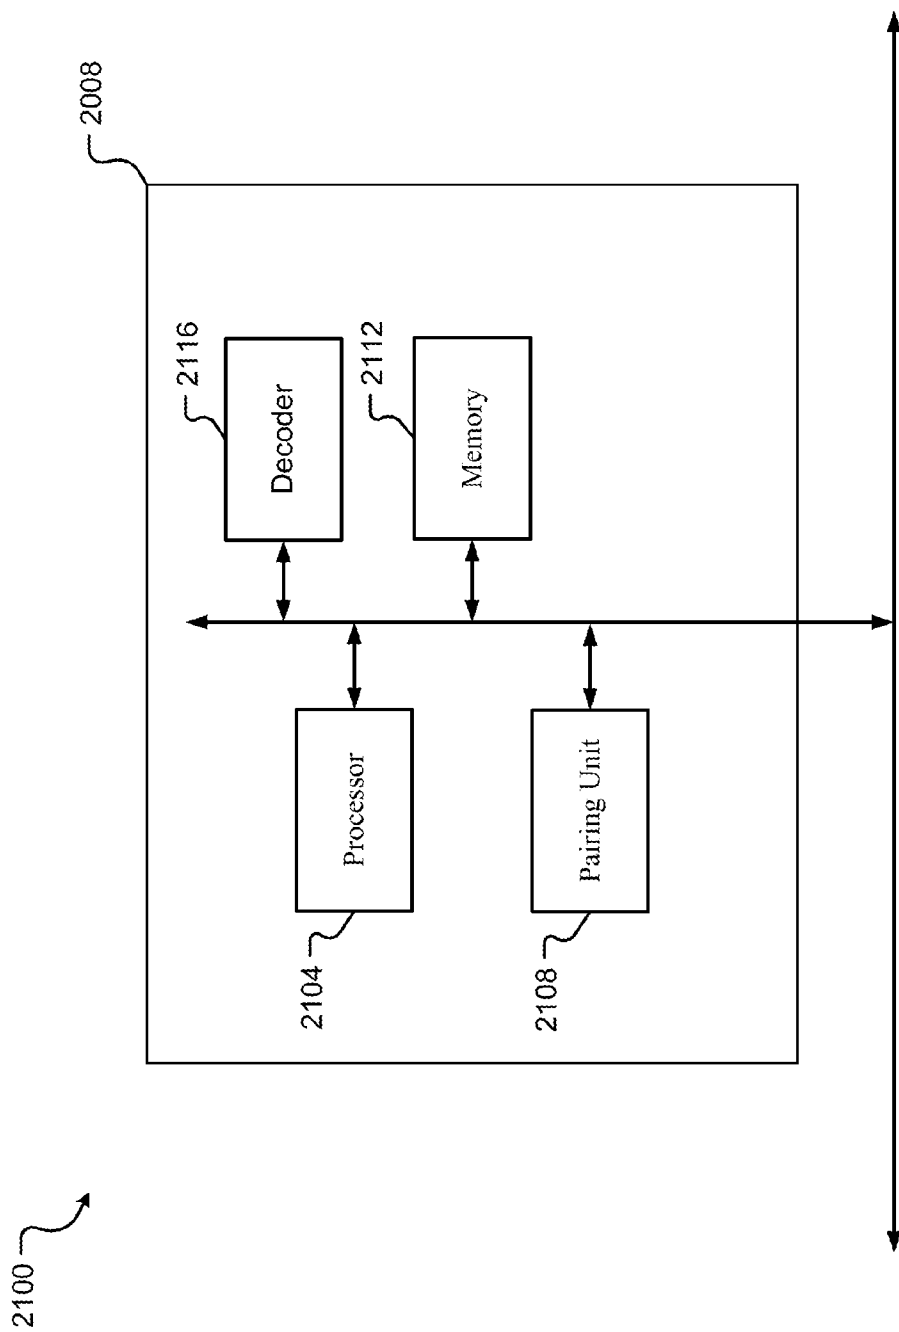 2100
2008
2104
Processor
2116
Decoder
2108
Pairing Unit
2112
Memory